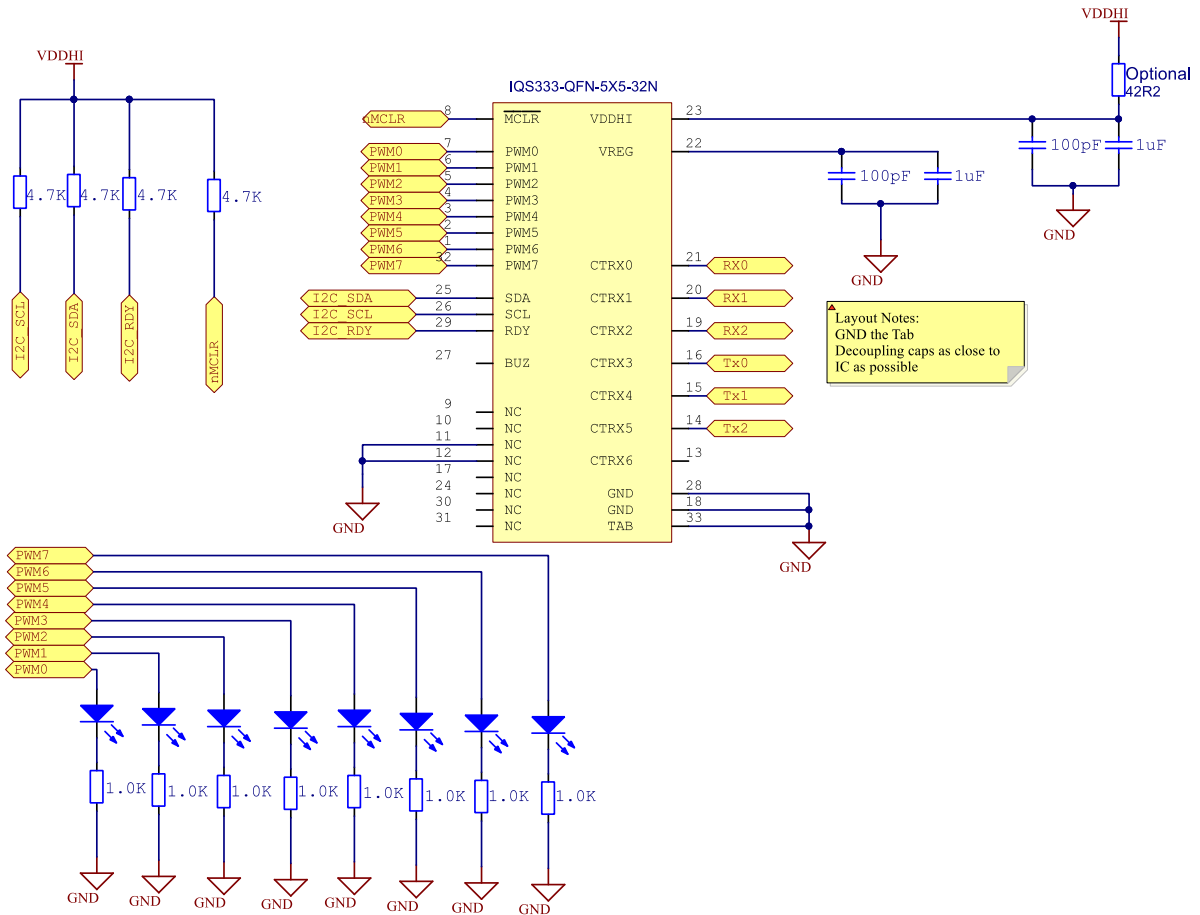 VDDHI
4.7K
4.7K
4.7K
4.7K
I2C_SCL
I2C_SDA
I2C_RDY
nMCLR
IQS333-QFN-5X5-32N
nMCLR
8
MCLR
PWM0
7
PWM0
PWM1
6
PWM1
PWM2
5
PWM2
PWM3
4
PWM3
PWM4
3
PWM4
PWM5
2
PWM5
PWM6
1
PWM6
PWM7
32
PWM7
I2C_SDA
25
SDA
I2C_SCL
26
SCL
I2C_RDY
29
RDY
27
BUZ
9
NC
10
NC
11
NC
12
NC
17
NC
24
NC
30
NC
31
NC
GND
VDDHI
23
VREG
22
CTRX0
21
RX0
CTRX1
20
RX1
CTRX2
19
RX2
CTRX3
16
Tx0
CTRX4
15
Tx1
CTRX5
14
Tx2
CTRX6
13
GND
28
GND
18
TAB
33
GND
VDDHI
Optional
42R2
100pF
1uF
GND
100pF
1uF
GND
Layout Notes:
GND the Tab
Decoupling caps as close to
IC as possible
PWM7
PWM6
PWM5
PWM4
PWM3
PWM2
PWM1
PWM0
1.0K
1.0K
1.0K
1.0K
1.0K
1.0K
1.0K
1.0K
GND
GND
GND
GND
GND
GND
GND
GND